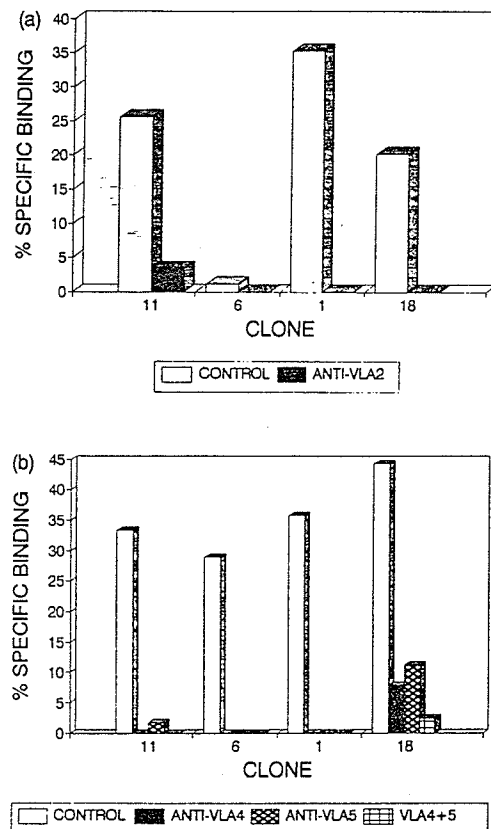 (a)
40
35
30
25
20
15
10
5
0
% SPECIFIC BINDING
11 6 1 18
CLONE
CONTROL ANTI-VLA2
(b)
45
40
35
30
25
20
15
10
5
0
% SPECIFIC BINDING
11 6 1 18
CLONE
CONTROL ANTI-VLA4 ANTI-VLA5 VLA4+5